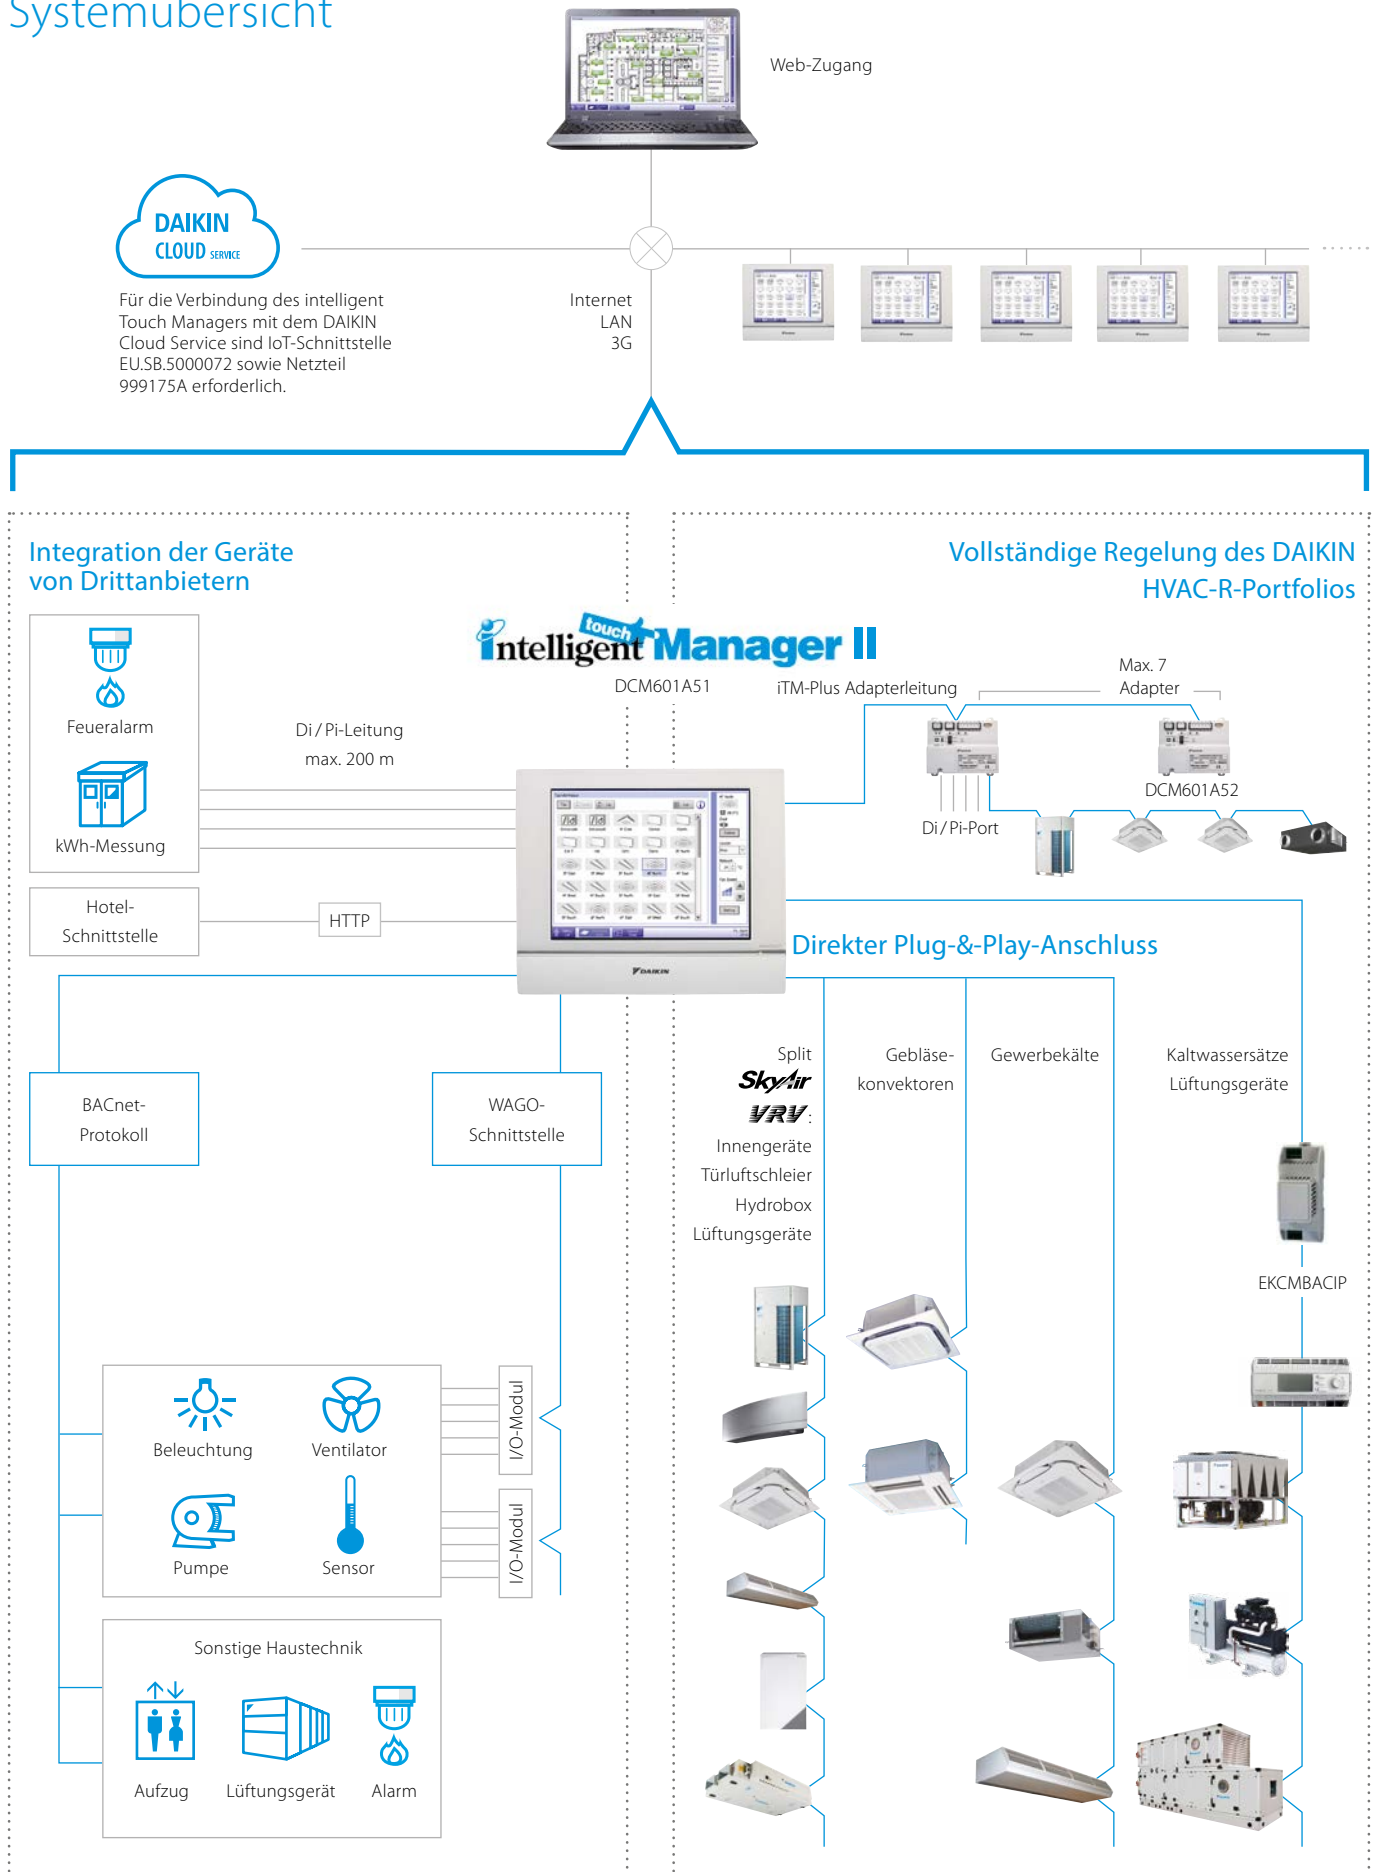 Systemübersicht
Web-Zugang
DAIKIN
CLOUD SERVICE
Für die Verbindung des intelligent
Touch Managers mit dem DAIKIN
Cloud Service sind IoT-Schnittstelle
EU.SB.5000072 sowie Netzteil
999175A erforderlich.
Internet
LAN
3G
Integration der Geräte
von Drittanbietern
Vollständige Regelung des DAIKIN
HVAC-R-Portfolios
intelligent touch Manager II
DCM601A51
iTM-Plus Adapterleitung
Max. 7
Adapter
Feueralarm
kWh-Messung
Di / Pi-Leitung
max. 200 m
DCM601A52
Di / Pi-Port
Hotel-
Schnittstelle
HTTP
DAIKIN
Direkter Plug-&-Play-Anschluss
BACnet-
Protokoll
WAGO-
Schnittstelle
Split
SkyAir
VRV :
Innengeräte
Türluftschleier
Hydrobox
Lüftungsgeräte
Gebläse-
konvektoren
Gewerbekälte
Kaltwassersätze
Lüftungsgeräte
EKCMBACIP
Beleuchtung
Ventilator
Pumpe
Sensor
I/O-Modul
I/O-Modul
Sonstige Haustechnik
Aufzug
Lüftungsgerät
Alarm